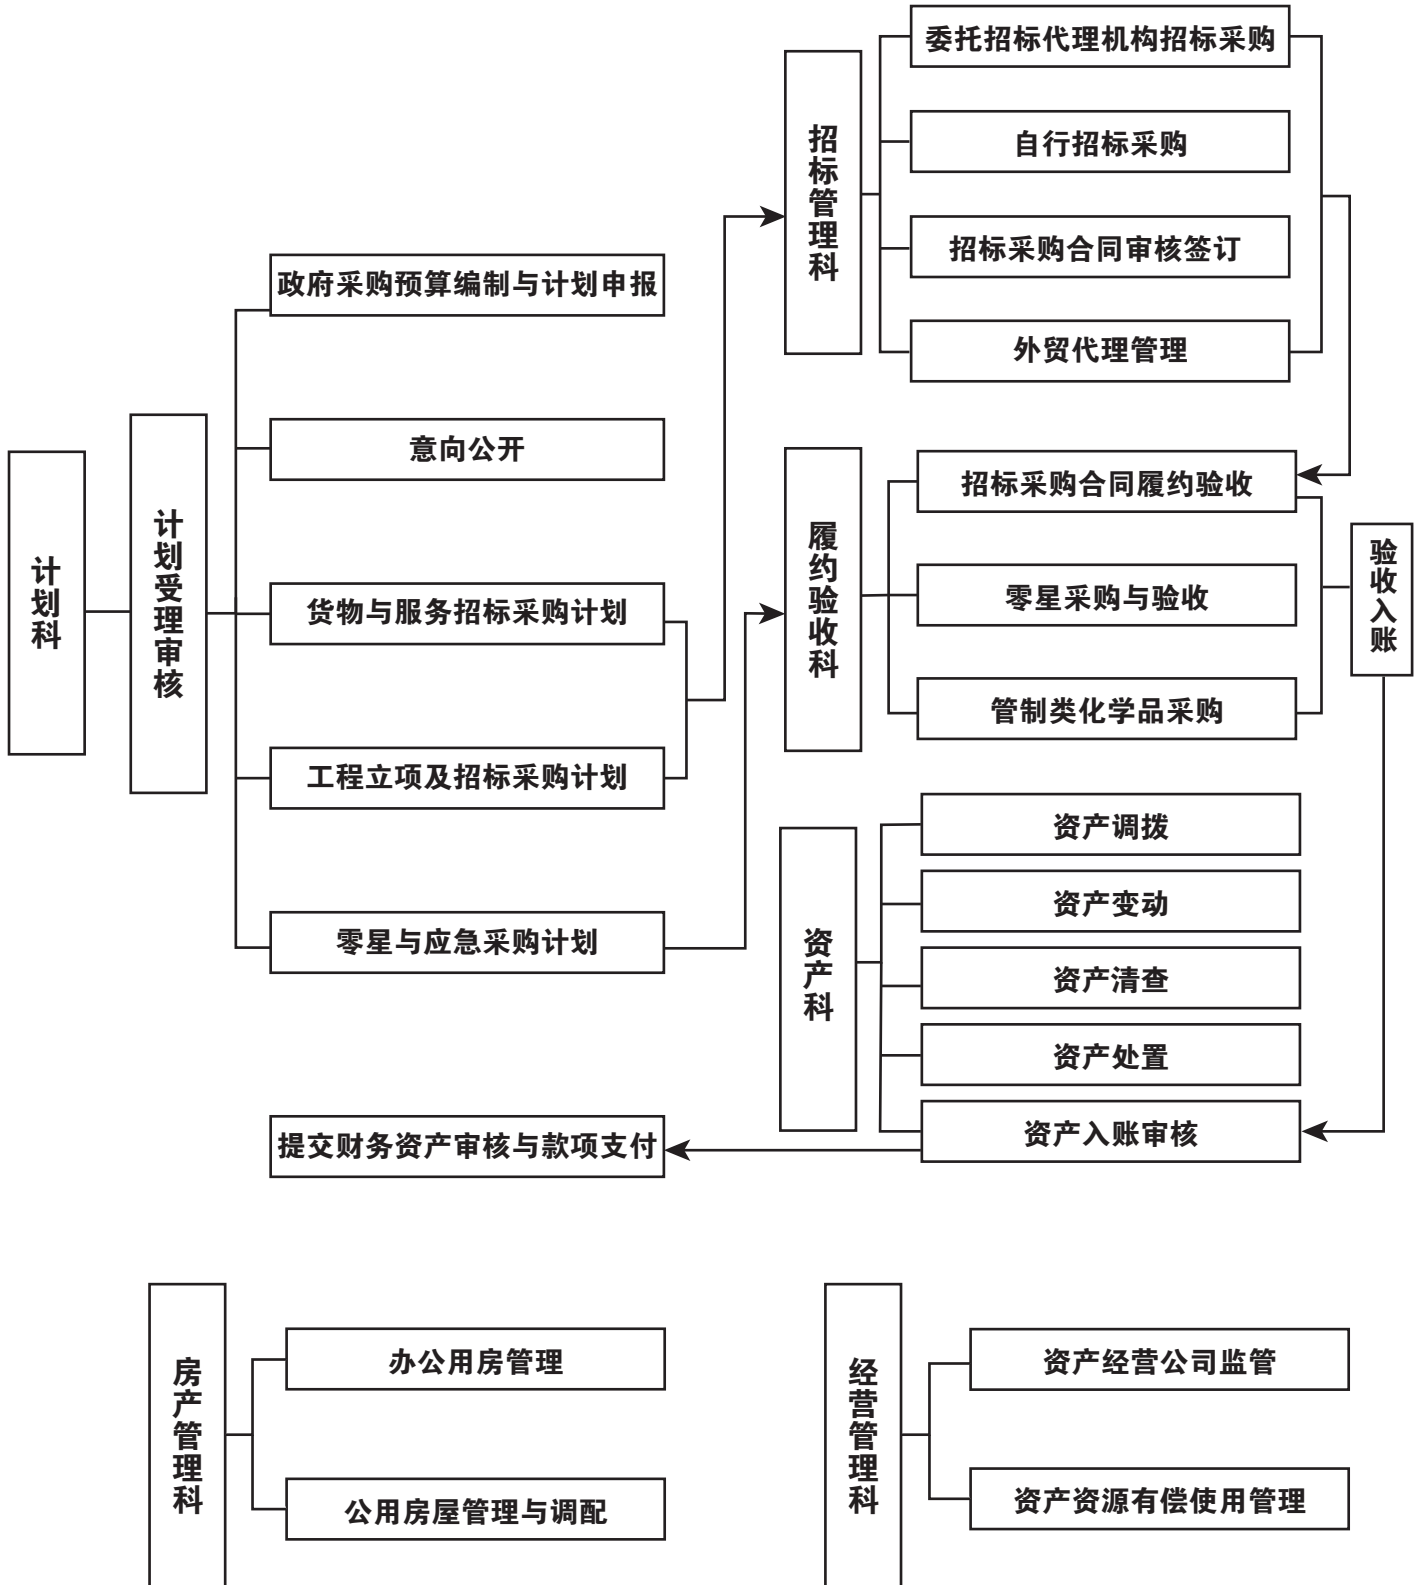 计划科
计划受理审核
政府采购预算编制与计划申报
意向公开
货物与服务招标采购计划
工程立项及招标采购计划
零星与应急采购计划
招标管理科
委托招标代理机构招标采购
自行招标采购
招标采购合同审核签订
外贸代理管理
履约验收科
招标采购合同履约验收
零星采购与验收
管制类化学品采购
验收入账
资产科
资产调拨
资产变动
资产清查
资产处置
资产入账审核
提交财务资产审核与款项支付
房产管理科
办公用房管理
公用房屋管理与调配
经营管理科
资产经营公司监管
资产资源有偿使用管理